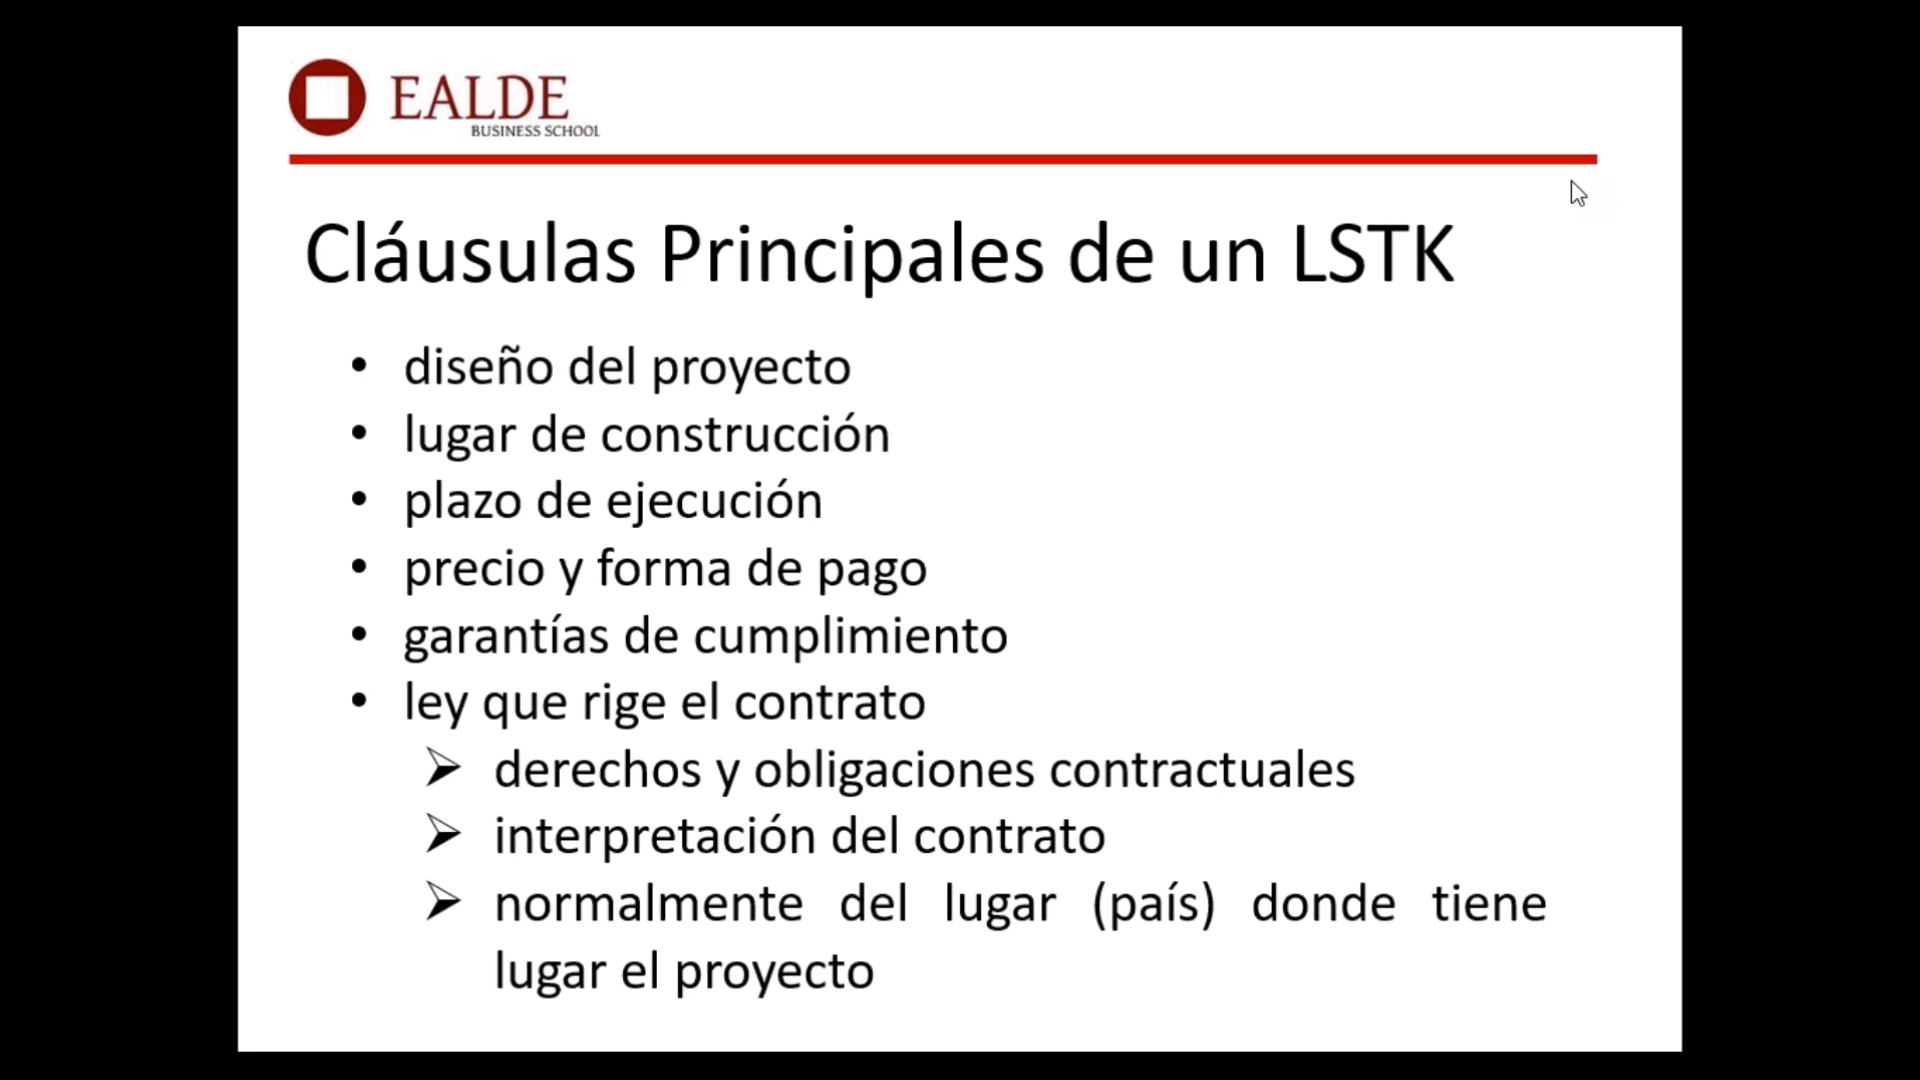 EALDE
BUSINESS SCHOOL
Cláusulas Principales de un LSTK
• diseño del proyecto
• lugar de construcción
• plazo de ejecución
• precio y forma de pago
• garantías de cumplimiento
• ley que rige el contrato
➢ derechos y obligaciones contractuales
➢ interpretación del contrato
➢ normalmente del lugar (país) donde tiene
lugar el proyecto